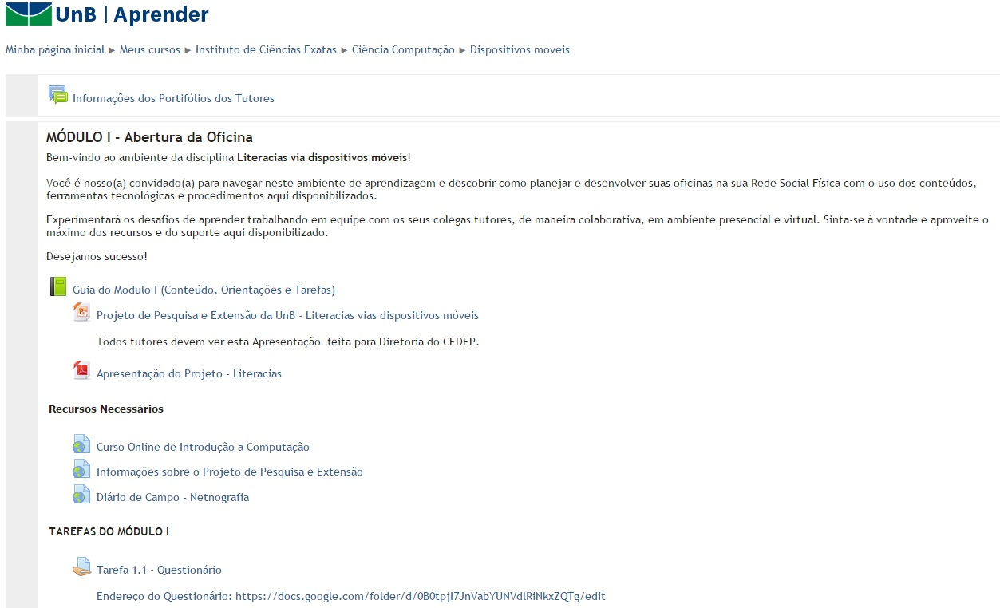 UnB | Aprender
Minha página inicial ► Meus cursos ► Instituto de Ciências Exatas ► Ciência Computação ► Dispositivos móveis
Informações dos Portifólios dos Tutores
MÓDULO I - Abertura da Oficina
Bem-vindo ao ambiente da disciplina Literacias via dispositivos móveis!
Você é nosso(a) convidado(a) para navegar neste ambiente de aprendizagem e descobrir como planejar e desenvolver suas oficinas na sua Rede Social Física com o uso dos conteúdos,
ferramentas tecnológicas e procedimentos aqui disponibilizados.
Experimentará os desafios de aprender trabalhando em equipe com os seus colegas tutores, de maneira colaborativa, em ambiente presencial e virtual. Sinta-se à vontade e aproveite o
máximo dos recursos e do suporte aqui disponibilizado.
Desejamos sucesso!
Guia do Modulo I (Conteúdo, Orientações e Tarefas)
Projeto de Pesquisa e Extensão da UnB - Literacias vias dispositivos móveis
Todos tutores devem ver esta Apresentação feita para Diretoria do CEDEP.
Apresentação do Projeto - Literacias
Recursos Necessários
Curso Online de Introdução a Computação
Informações sobre o Projeto de Pesquisa e Extensão
Diário de Campo - Netnografia
TAREFAS DO MÓDULO I
Tarefa 1.1 - Questionário
Endereço do Questionário: https://docs.google.com/folder/d/0B0tpjI7JnVabYUNVdlRiNkxZQTg/edit